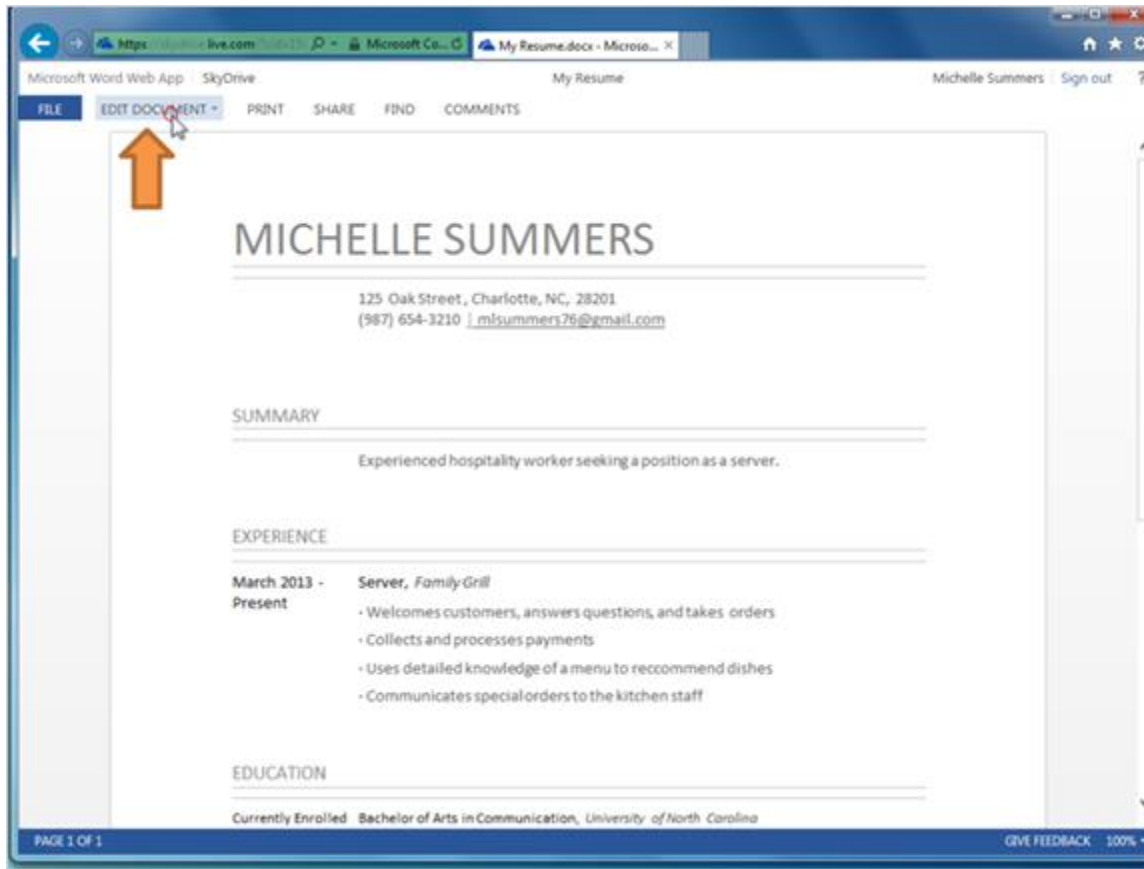 https live.com Microsoft Co... My Resume.docx - Microso... ×
Microsoft Word Web App SkyDrive My Resume Michelle Summers Sign out ?
FILE EDIT DOCUMENT PRINT SHARE FIND COMMENTS
MICHELLE SUMMERS
125 Oak Street, Charlotte, NC, 28201
(987) 654-3210 | mlsummers76@gmail.com
SUMMARY
Experienced hospitality worker seeking a position as a server.
EXPERIENCE
March 2013 - Server, Family Grill
Present
· Welcomes customers, answers questions, and takes orders
· Collects and processes payments
· Uses detailed knowledge of a menu to reccommend dishes
· Communicates special orders to the kitchen staff
EDUCATION
Currently Enrolled Bachelor of Arts in Communication, University of North Carolina
PAGE 1 OF 1 GIVE FEEDBACK 100%